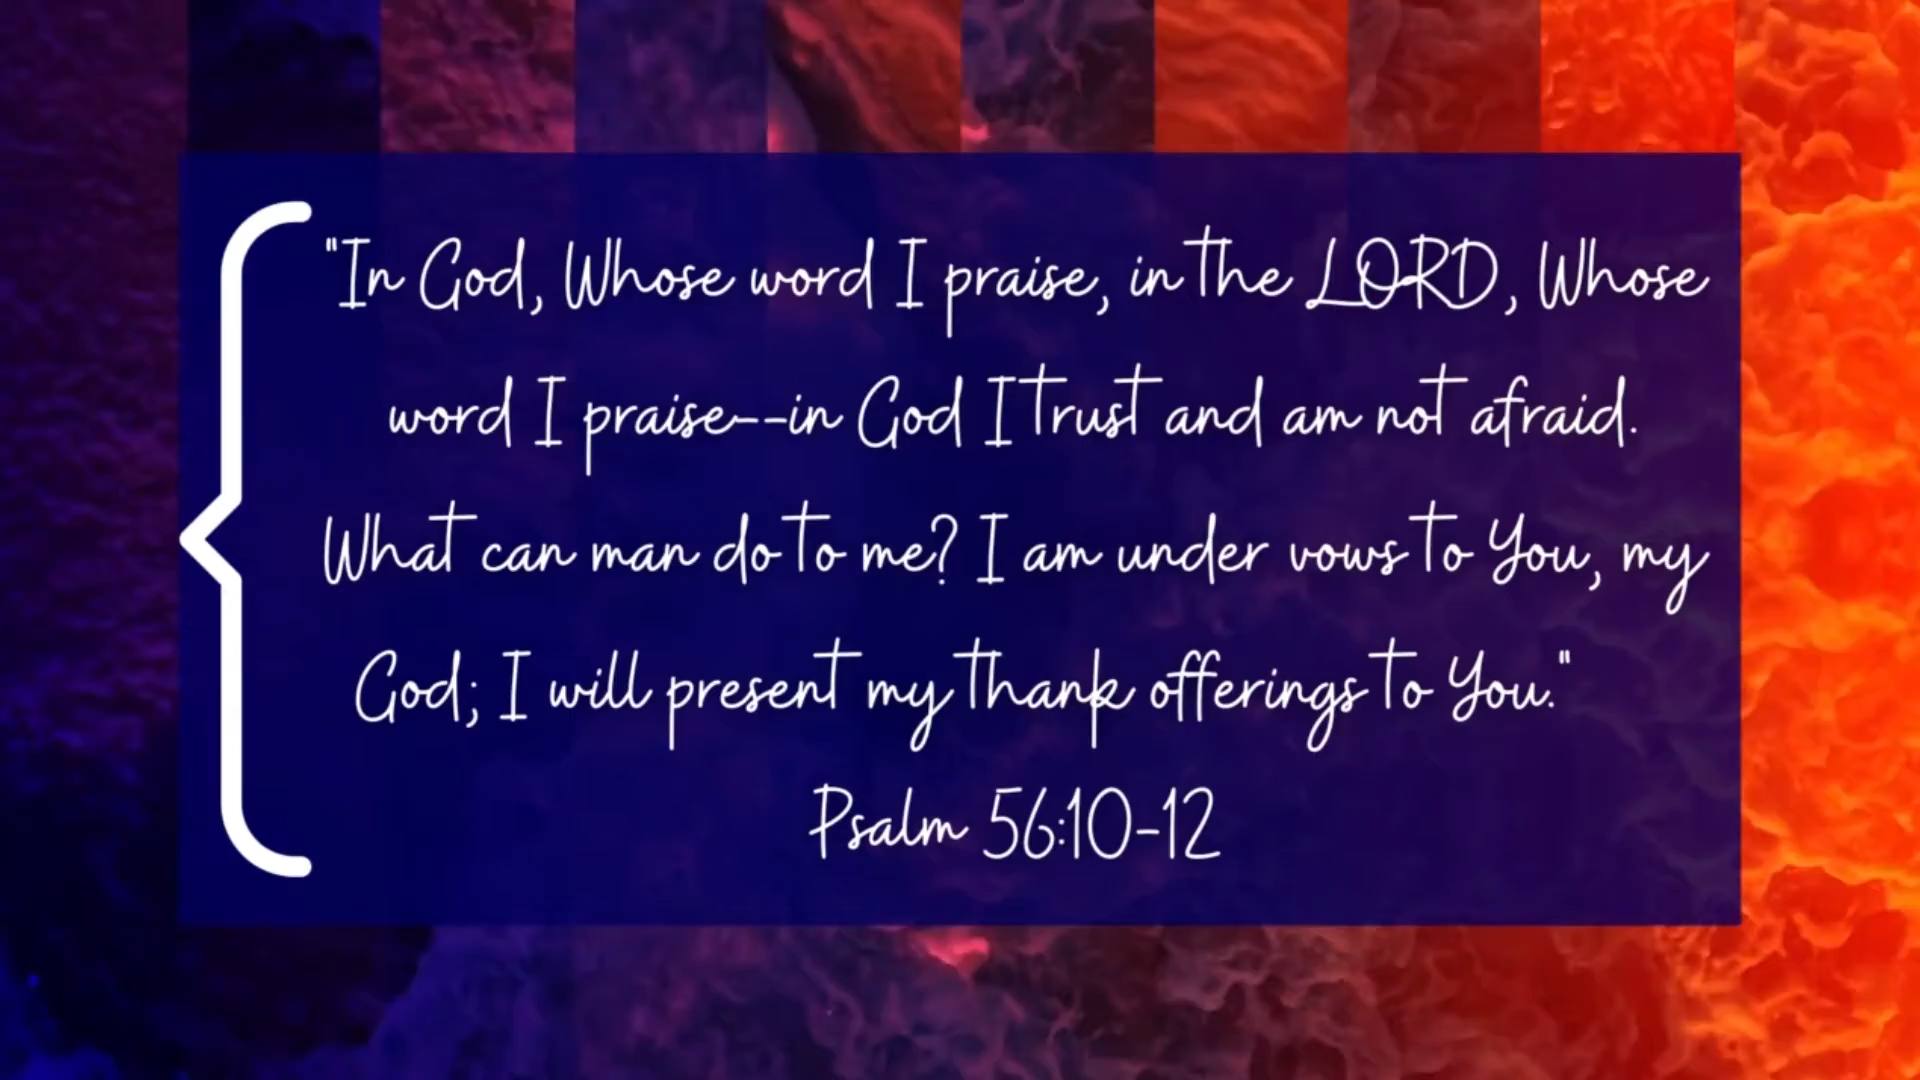 "In God, Whose word I praise, in the LORD, Whose
word I praise--in God I trust and am not afraid.
What can man do to me? I am under vows to You, my
God; I will present my thank offerings to You."
Psalm 56:10-12